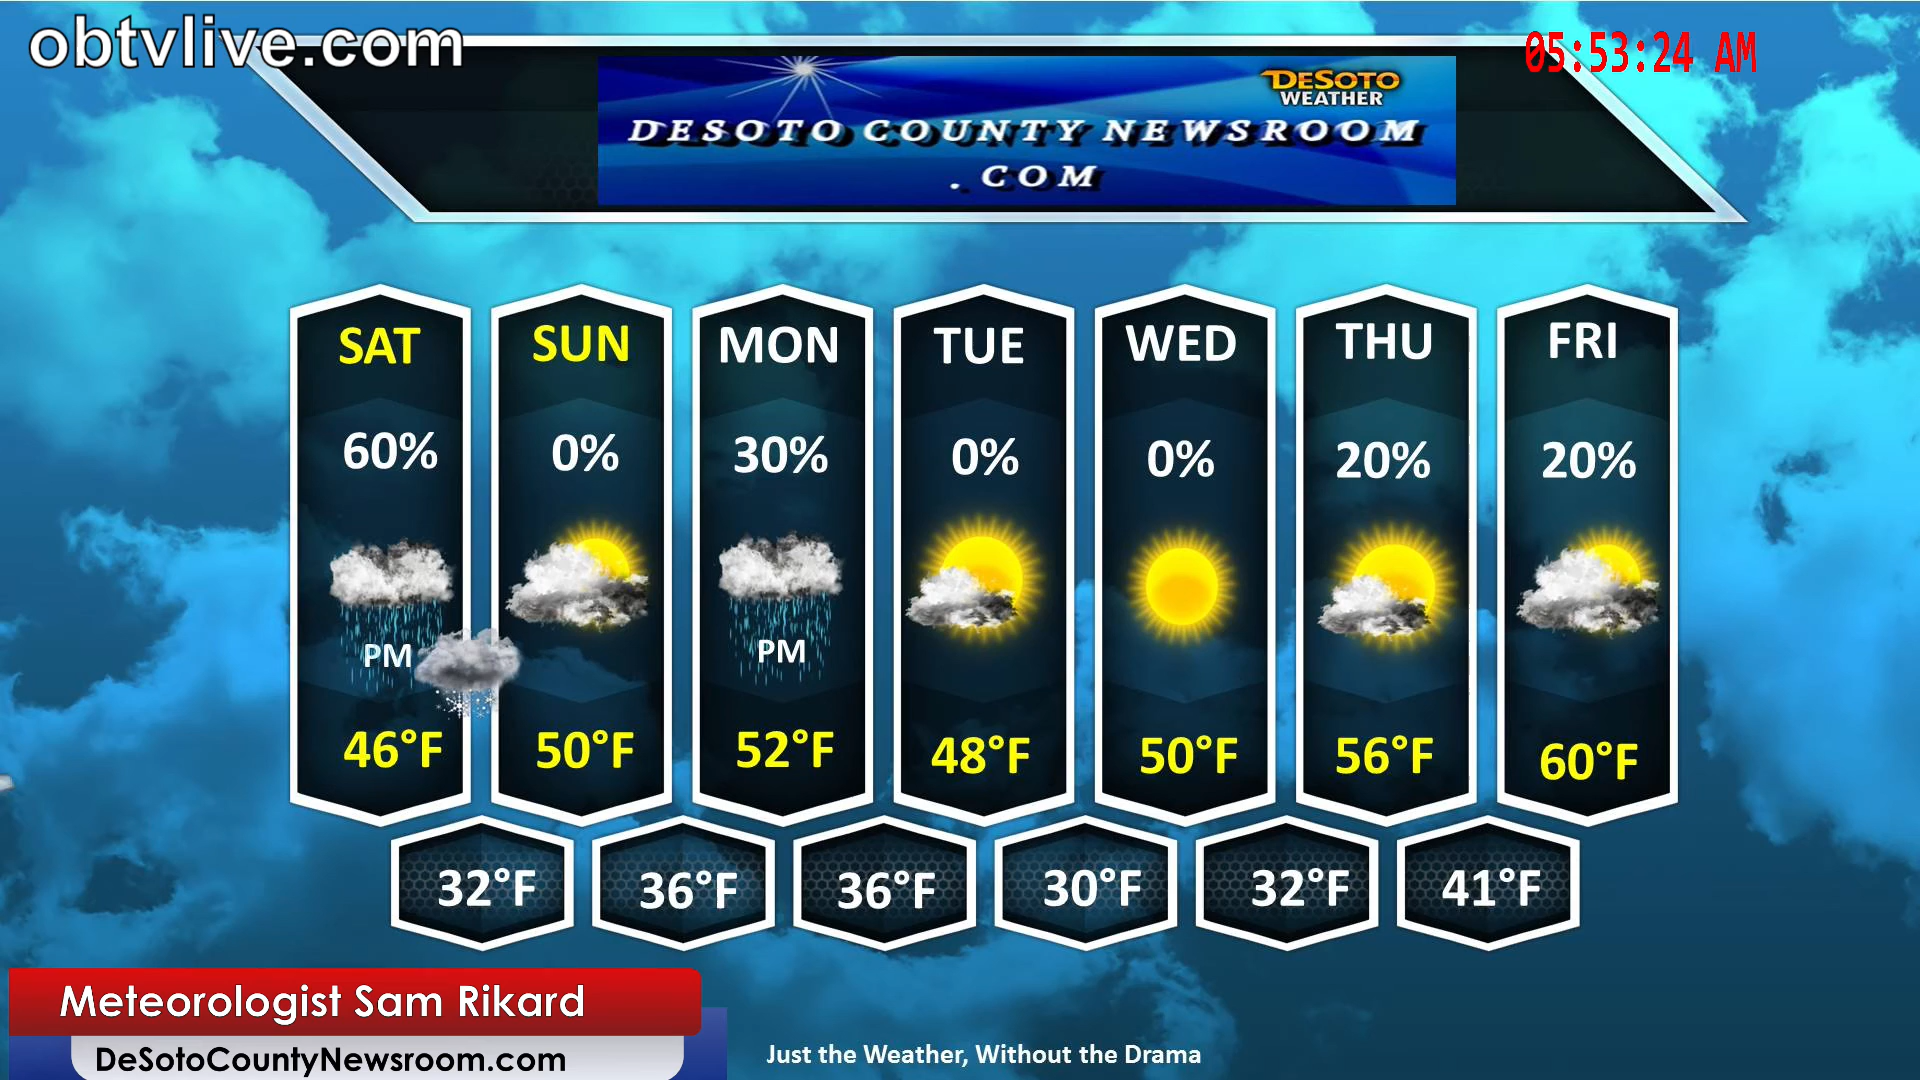 obtvlive.com
05:53:24 AM
DESOTO
WEATHER
DESOTO COUNTY NEWSROOM
.COM
SAT SUN MON TUE WED THU FRI
60% 0% 30% 0% 0% 20% 20%
PM PM
46°F 50°F 52°F 48°F 50°F 56°F 60°F
32°F 36°F 36°F 30°F 32°F 41°F
Meteorologist Sam Rikard
DeSotoCountyNewsroom.com
Just the Weather, Without the Drama